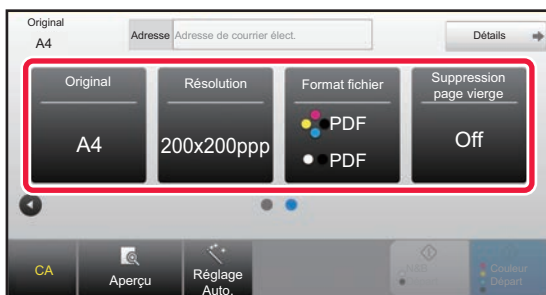 Original
A4
Adresse
Adresse de courrier élect.
Détails
Original
A4
Résolution
200x200ppp
Format fichier
PDF
PDF
Suppression
page vierge
Off
CA
Aperçu
Réglage
Auto.
N&B
Départ
Couleur
Départ